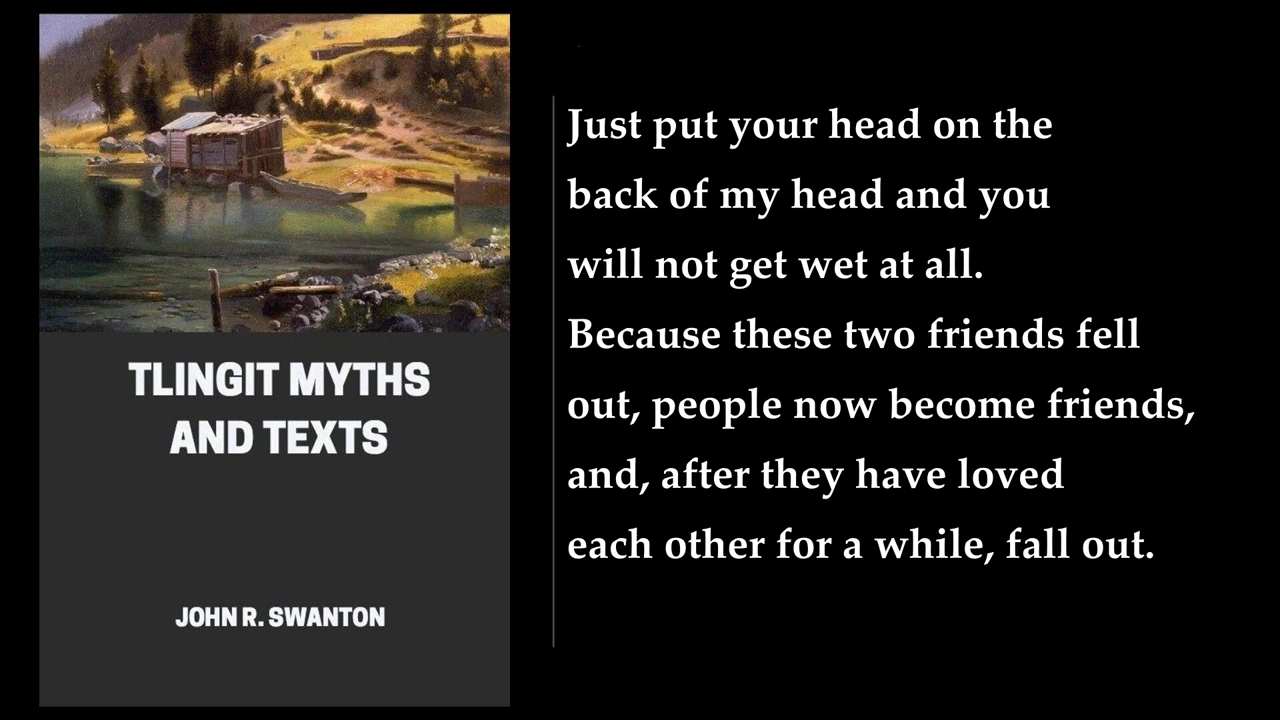 TLINGIT MYTHS
AND TEXTS
JOHN R. SWANTON
Just put your head on the
back of my head and you
will not get wet at all.
Because these two friends fell
out, people now become friends,
and, after they have loved
each other for a while, fall out.